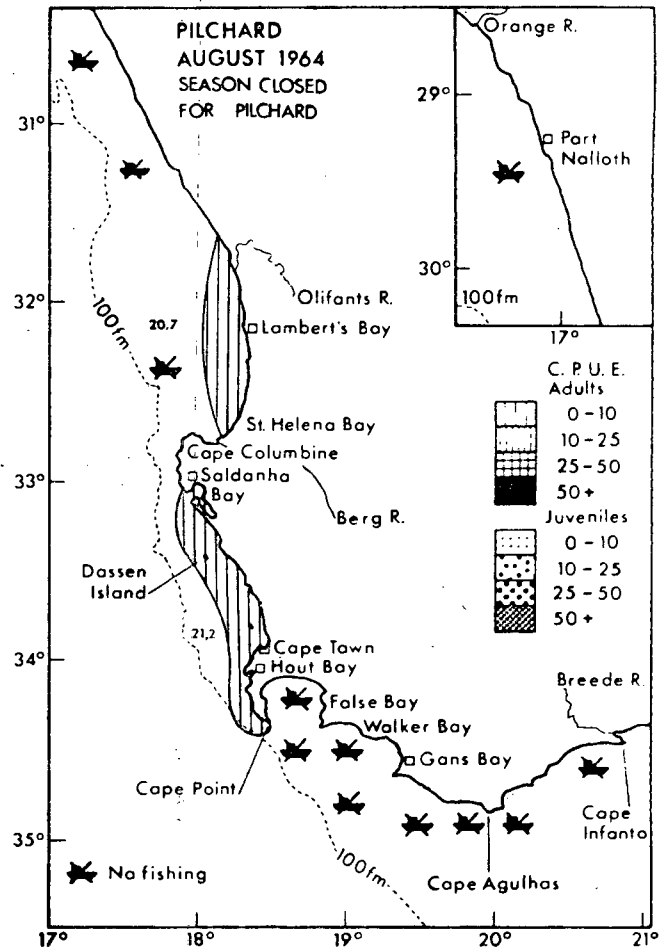 PILCHARD
AUGUST 1964
SEASON CLOSED
FOR PILCHARD
Orange R.
29°
Part
Nalloth
30°
100fm
17°
31°
32°
33°
34°
35°
Olifants R.
100fm
20,7
Lambert's Bay
St. Helena Bay
Cape Columbine
Saldanha
Bay
Berg R.
Dassen
Island
21,2
Cape Town
Hout Bay
False Bay
Walker Bay
Gans Bay
Breede R.
Cape Point
Cape
Infanto
Cape Agulhas
100fm
No fishing
C. P. U. E.
Adults
0-10
10-25
25-50
50+
Juveniles
0-10
10-25
25-50
50+
17°
18°
19°
20°
21°